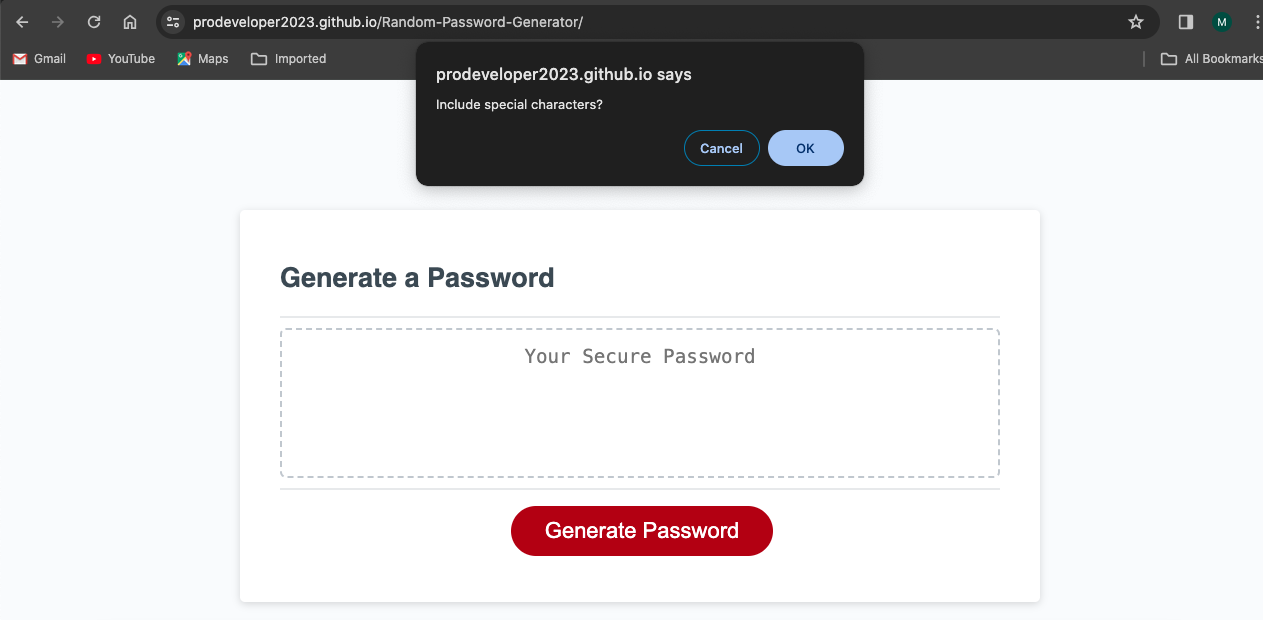 prodeveloper2023.github.io/Random-Password-Generator/
M
Gmail YouTube Maps Imported All Bookmarks
prodeveloper2023.github.io says
Include special characters?
Cancel OK
Generate a Password
Your Secure Password
Generate Password